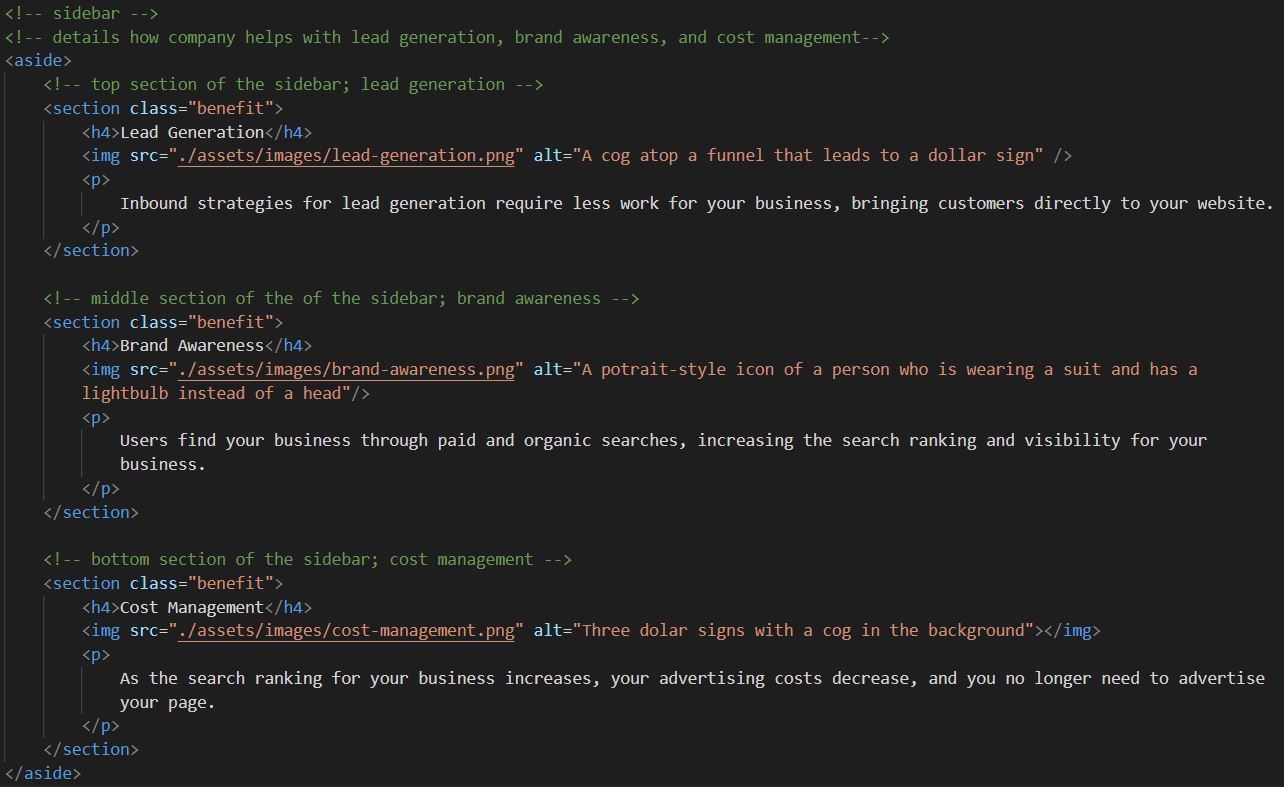 <!-- sidebar -->
<!-- details how company helps with lead generation, brand awareness, and cost management-->
<aside>
    <!-- top section of the sidebar; lead generation -->
    <section class="benefit">
        <h4>Lead Generation</h4>
        <img src="./assets/images/lead-generation.png" alt="A cog atop a funnel that leads to a dollar sign" />
        <p>
            Inbound strategies for lead generation require less work for your business, bringing customers directly to your website.
        </p>
    </section>

    <!-- middle section of the of the sidebar; brand awareness -->
    <section class="benefit">
        <h4>Brand Awareness</h4>
        <img src="./assets/images/brand-awareness.png" alt="A potrait-style icon of a person who is wearing a suit and has a
        lightbulb instead of a head"/>
        <p>
            Users find your business through paid and organic searches, increasing the search ranking and visibility for your
            business.
        </p>
    </section>

    <!-- bottom section of the sidebar; cost management -->
    <section class="benefit">
        <h4>Cost Management</h4>
        <img src="./assets/images/cost-management.png" alt="Three dolar signs with a cog in the background"></img>
        <p>
            As the search ranking for your business increases, your advertising costs decrease, and you no longer need to advertise
            your page.
        </p>
    </section>
</aside>